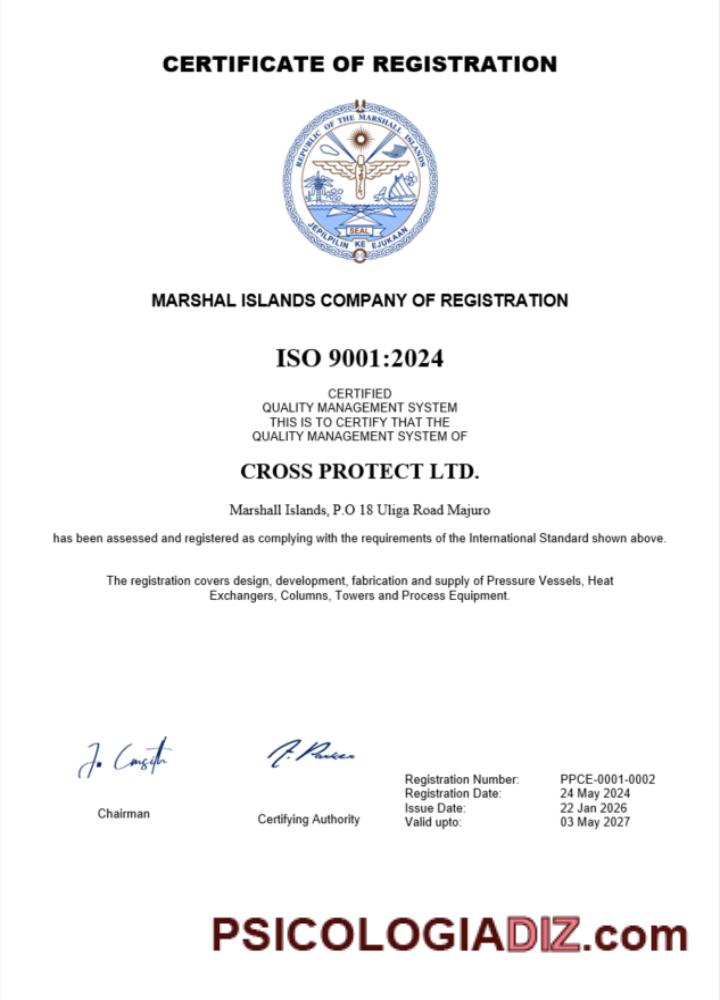 CERTIFICATE OF REGISTRATION
REPUBLIC OF THE MARSHALL ISLANDS
SEAL
JEPILPILIN KE EJUKAAN
MARSHAL ISLANDS COMPANY OF REGISTRATION
ISO 9001:2024
CERTIFIED
QUALITY MANAGEMENT SYSTEM
THIS IS TO CERTIFY THAT THE
QUALITY MANAGEMENT SYSTEM OF
CROSS PROTECT LTD.
Marshall Islands, P.O 18 Uliga Road Majuro
has been assessed and registered as complying with the requirements of the International Standard shown above.
The registration covers design, development, fabrication and supply of Pressure Vessels, Heat
Exchangers, Columns, Towers and Process Equipment.
Chairman
Certifying Authority
Registration Number: PPCE-0001-0002
Registration Date: 24 May 2024
Issue Date: 22 Jan 2026
Valid upto: 03 May 2027
PSICOLOGIADIZ.com